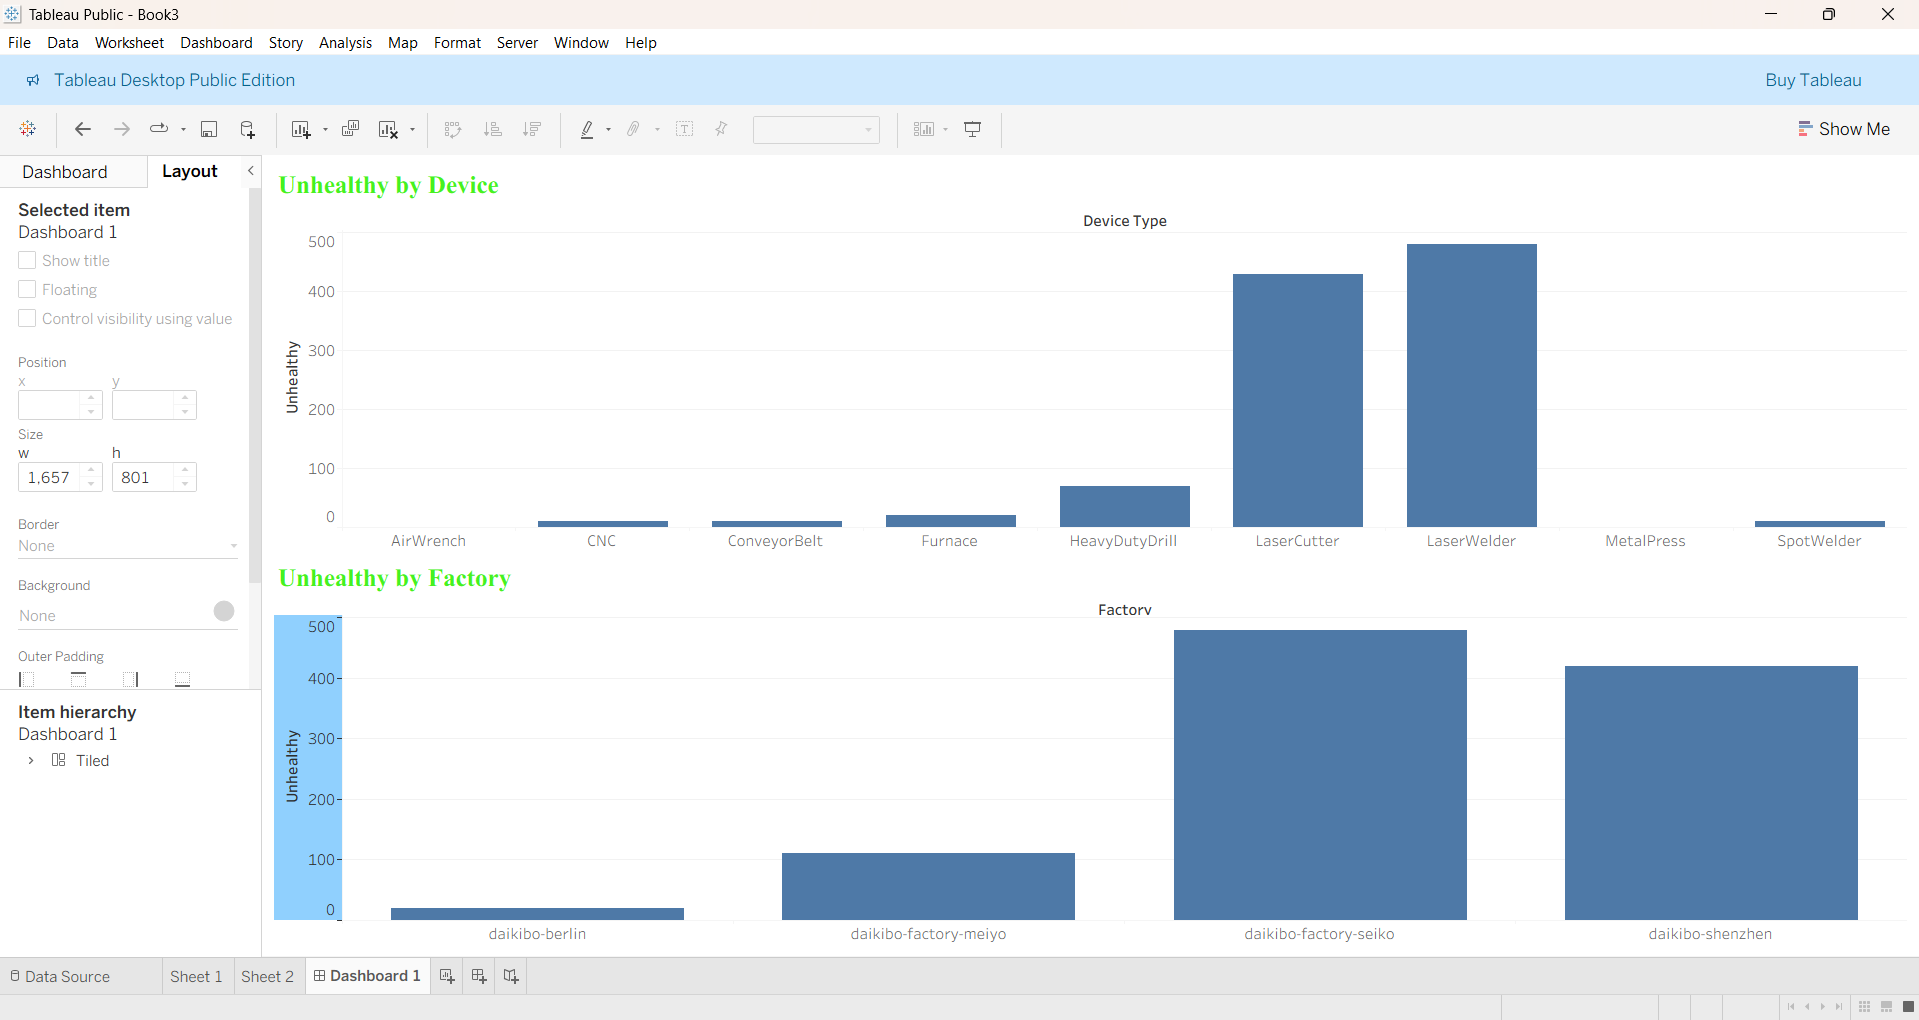 Tableau Public - Book3
File Data Worksheet Dashboard Story Analysis Map Format Server Window Help
Tableau Desktop Public Edition Buy Tableau
Show Me
Dashboard Layout
Selected item
Dashboard 1
Show title
Floating
Control visibility using value
Position
x y
Size
w h
1,657 801
Border
None
Background
None
Outer Padding
Item hierarchy
Dashboard 1
Tiled
Unhealthy by Device
Device Type
Unhealthy
500
400
300
200
100
0
AirWrench CNC ConveyorBelt Furnace HeavyDutyDrill LaserCutter LaserWelder MetalPress SpotWelder
Unhealthy by Factory
Factory
Unhealthy
500
400
300
200
100
0
daikibo-berlin daikibo-factory-meiyo daikibo-factory-seiko daikibo-shenzhen
Data Source Sheet 1 Sheet 2 Dashboard 1